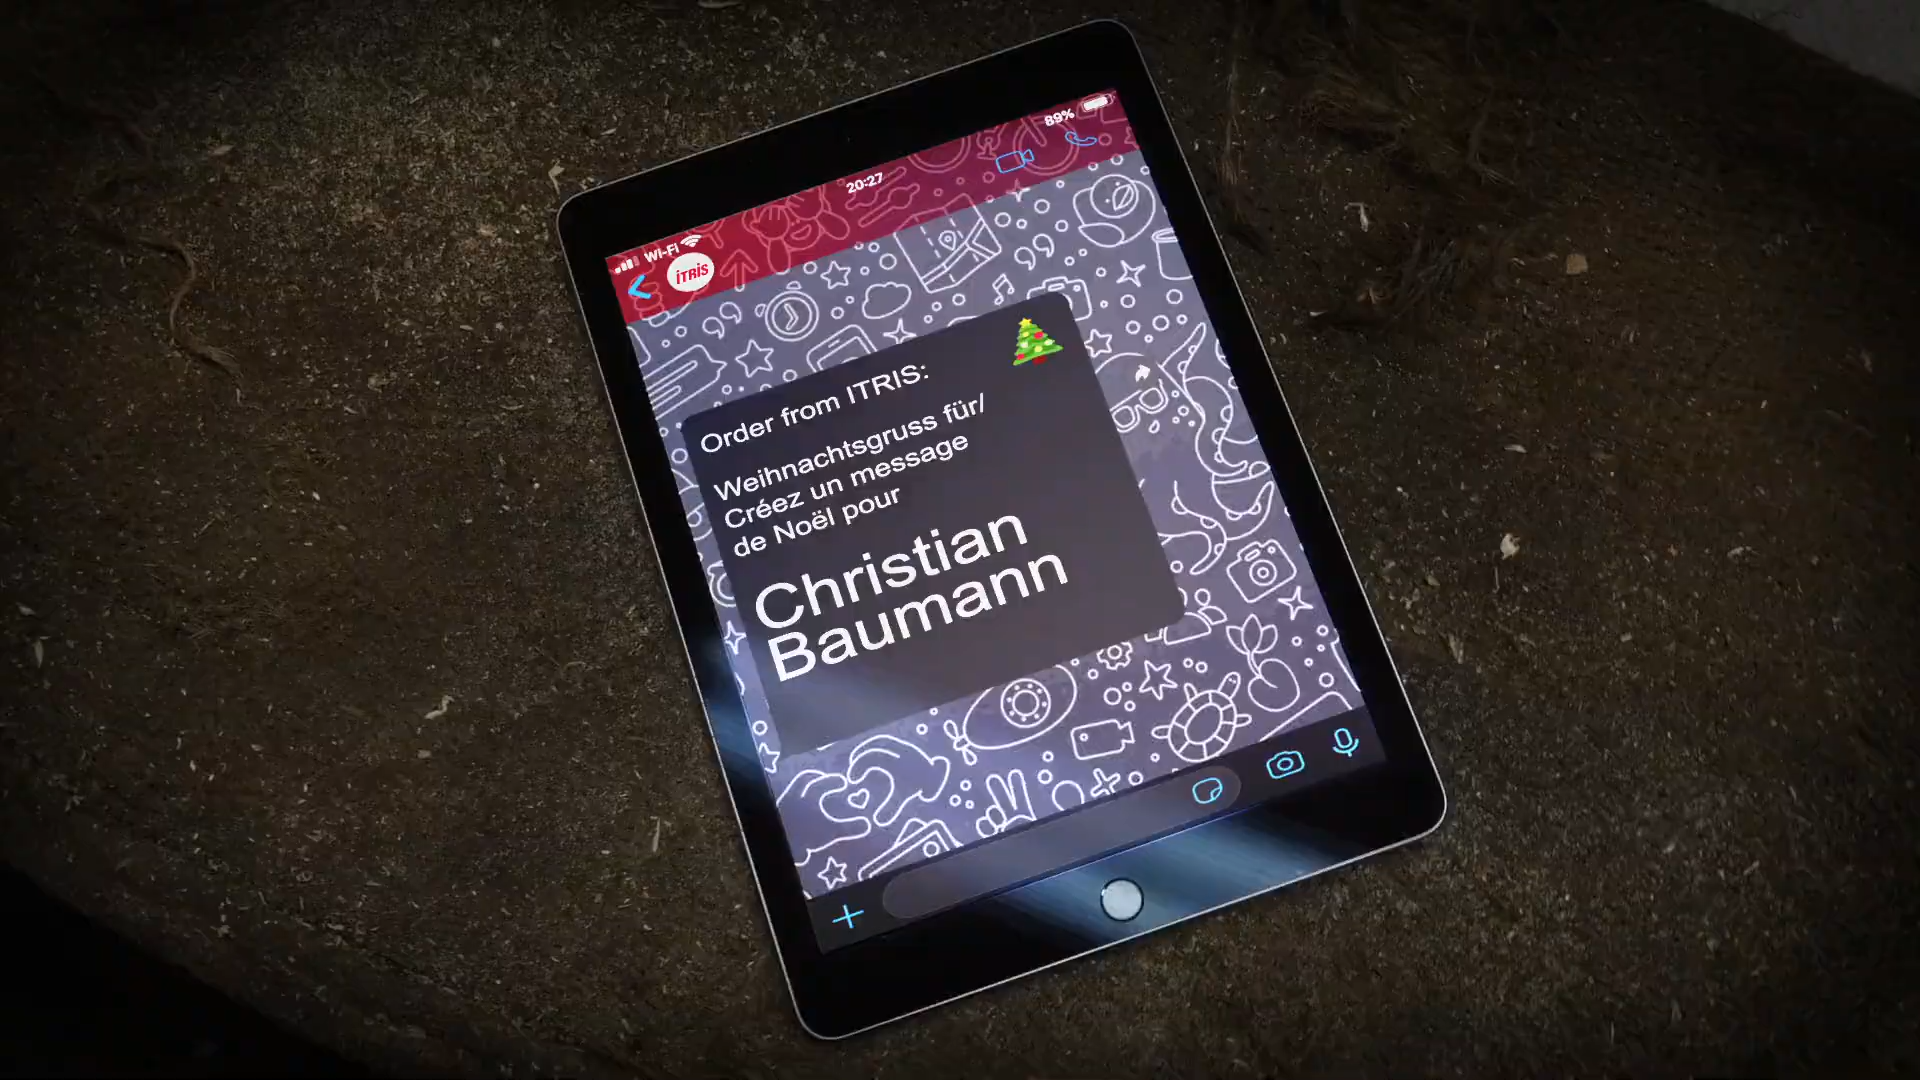 89%
20:27
Wi-Fi
iTRiS
Order from ITRIS:
Weihnachtsgruss für/
Créez un message
de Noël pour
Christian
Baumann